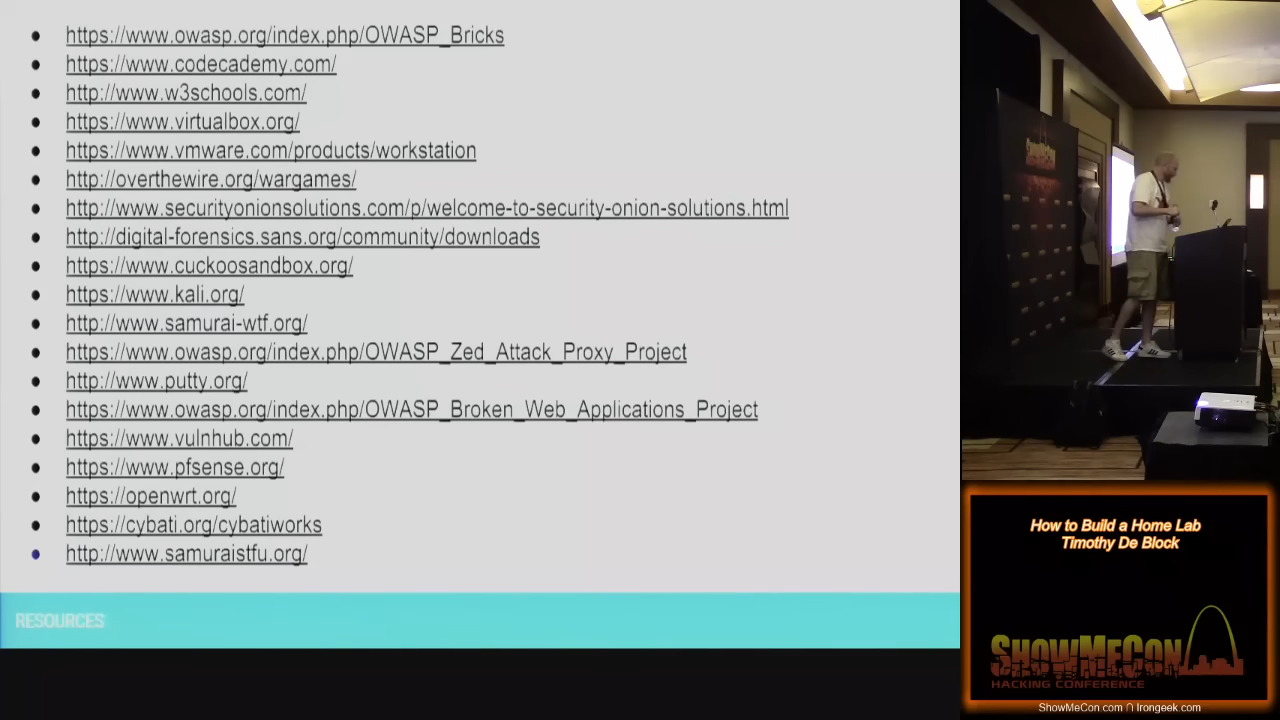 https://www.owasp.org/index.php/OWASP_Bricks
https://www.codecademy.com/
http://www.w3schools.com/
https://www.virtualbox.org/
https://www.vmware.com/products/workstation
http://overthewire.org/wargames/
http://www.securityonionsolutions.com/p/welcome-to-security-onion-solutions.html
http://digital-forensics.sans.org/community/downloads
https://www.cuckoosandbox.org/
https://www.kali.org/
http://www.samurai-wtf.org/
https://www.owasp.org/index.php/OWASP_Zed_Attack_Proxy_Project
http://www.putty.org/
https://www.owasp.org/index.php/OWASP_Broken_Web_Applications_Project
https://www.vulnhub.com/
https://www.pfsense.org/
https://openwrt.org/
https://cybati.org/cybatiworks
http://www.samuraistfu.org/
RESOURCES
How to Build a Home Lab
Timothy De Block
SHOWMECON
HACKING CONFERENCE
ShowMeCon.com ∩ Irongeek.com